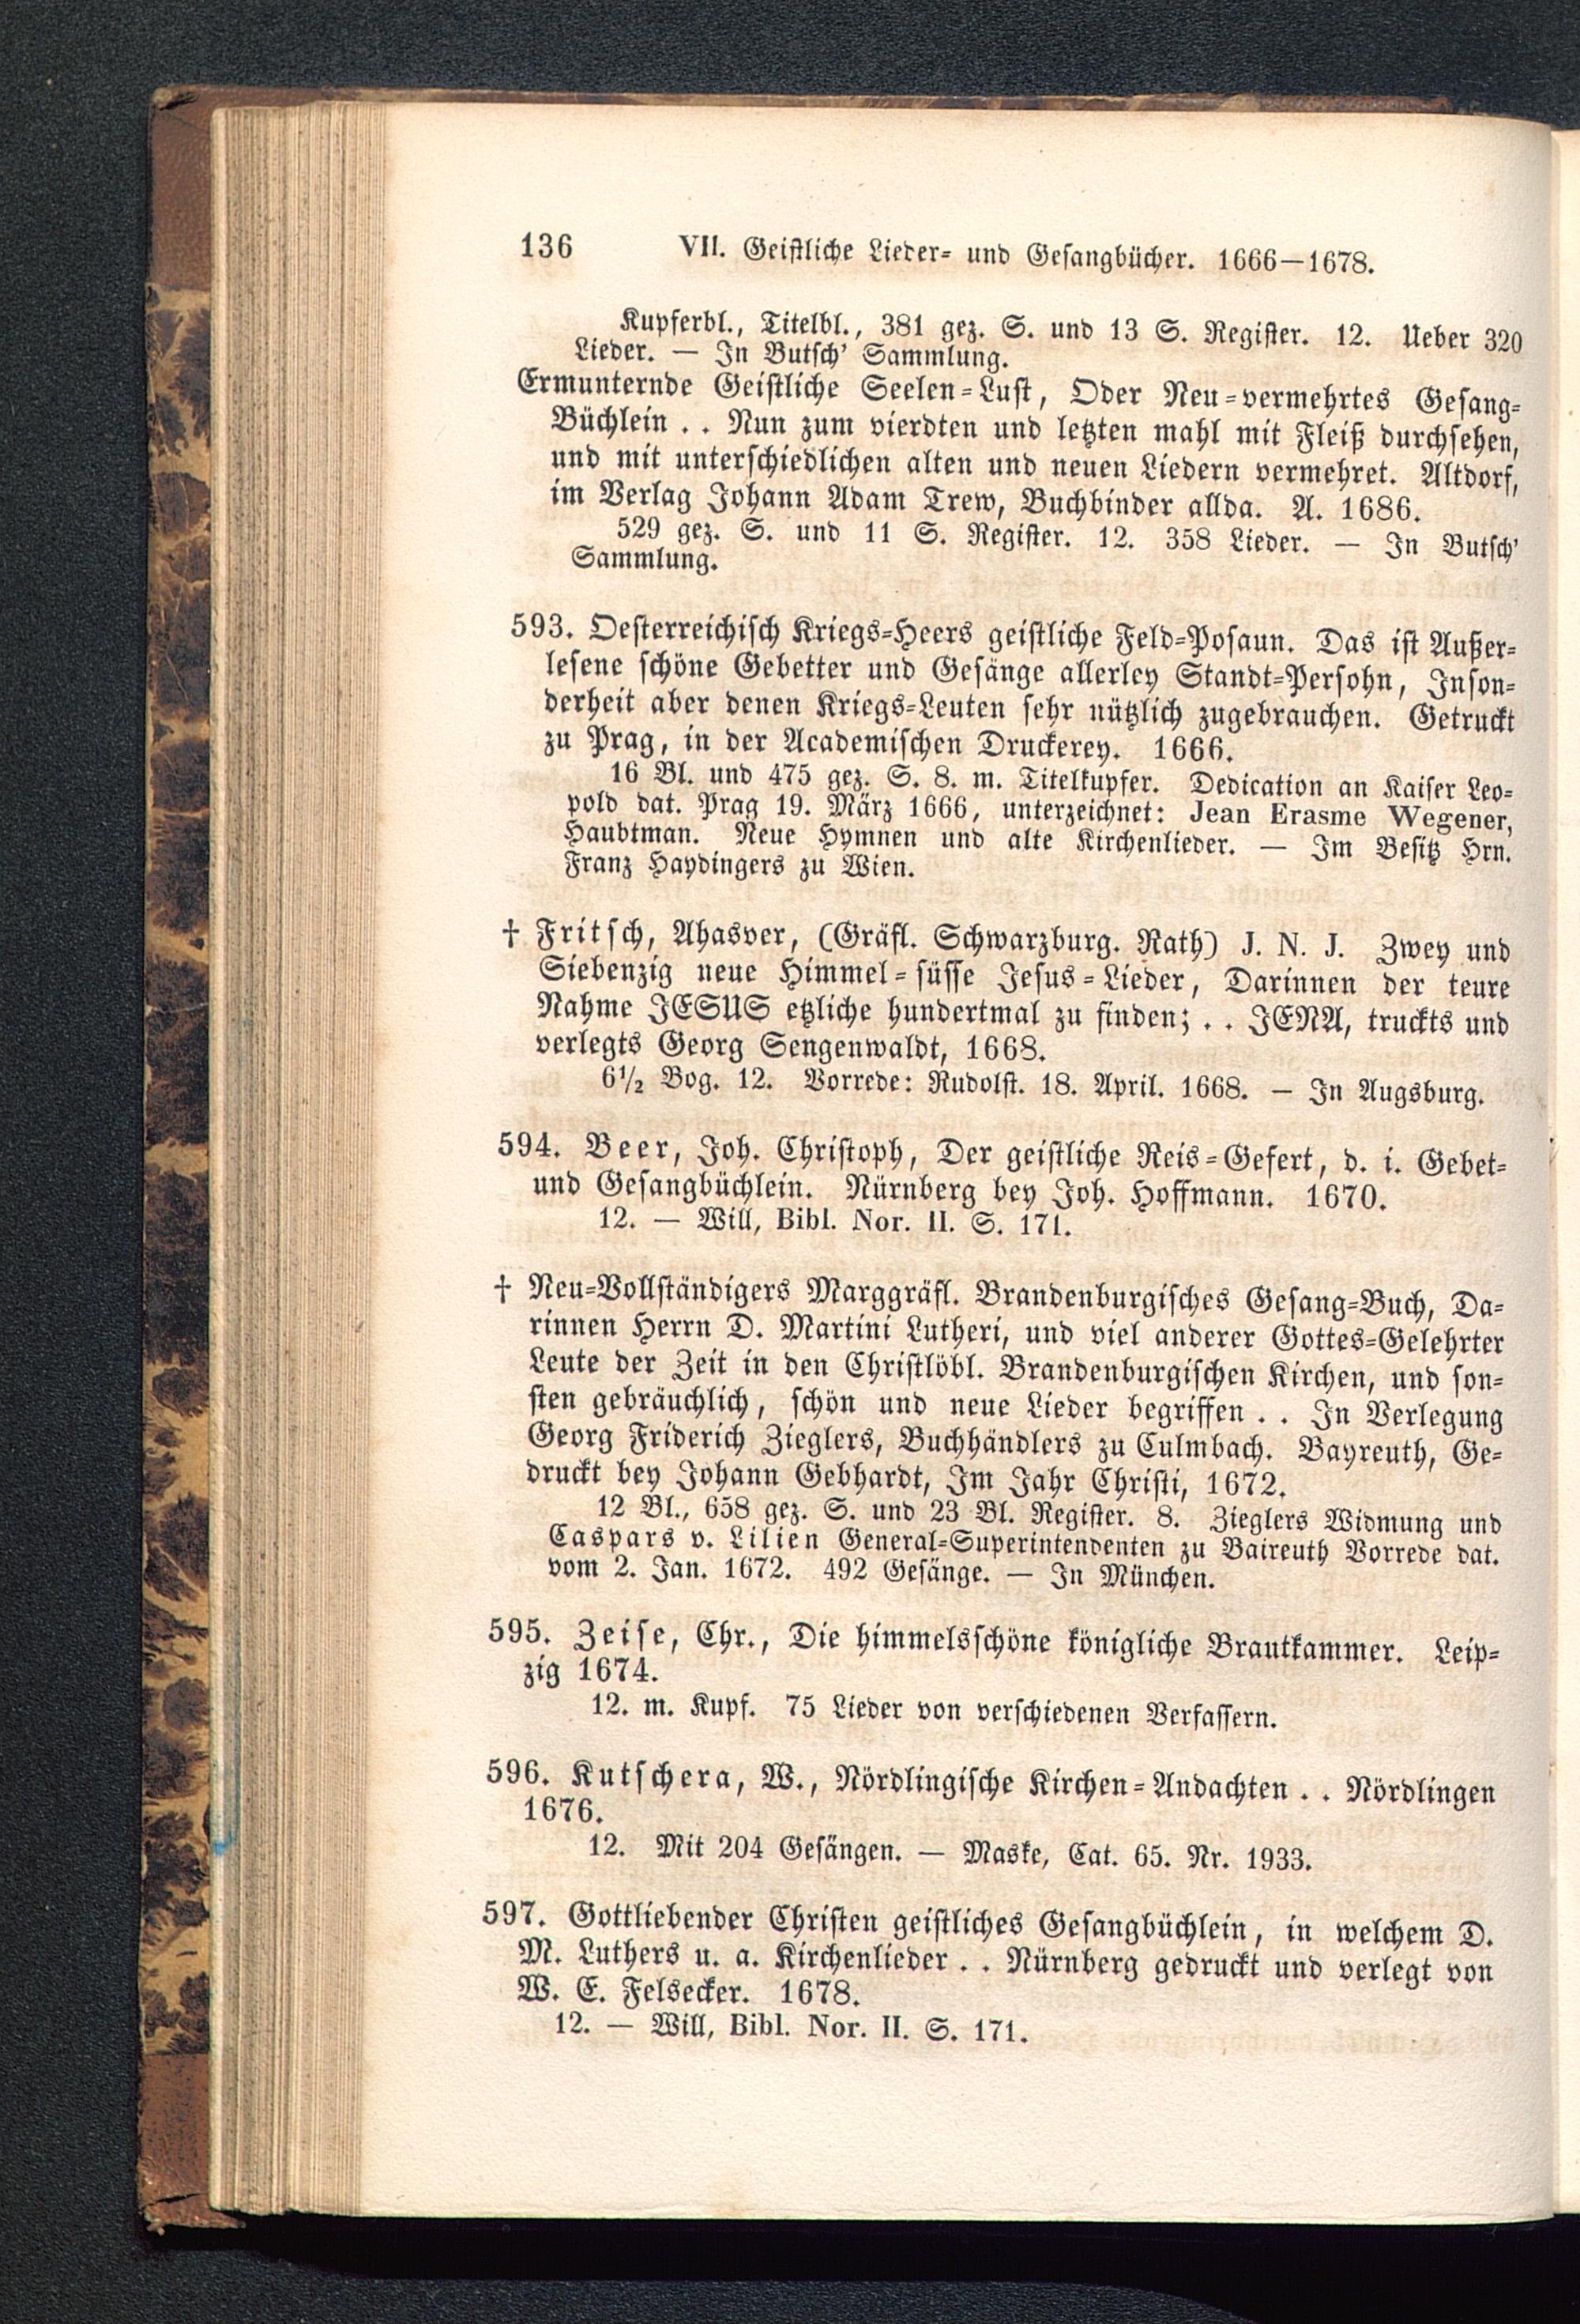 136 VII. Geistliche Lieder- und Gesangbücher. 1666—1678.
Kupferbl., Titelbl., 381 gez. S. und 13 S. Register. 12. Ueber 320
Lieder. — In Butsch' Sammlung.
Ermunternde Geistliche Seelen-Lust, Oder Neu-vermehrtes Gesang-
Büchlein . . Nun zum vierdten und letzten mahl mit Fleiß durchsehen,
und mit unterschiedlichen alten und neuen Liedern vermehret. Altdorf,
im Verlag Johann Adam Trew, Buchbinder allda. A. 1686.
529 gez. S. und 11 S. Register. 12. 358 Lieder. — In Butsch'
Sammlung.
593. Oesterreichisch Kriegs-Heers geistliche Feld-Posaun. Das ist Außer-
lesene schöne Gebetter und Gesänge allerley Standt-Persohn, Inson-
derheit aber denen Kriegs-Leuten sehr nützlich zugebrauchen. Getruckt
zu Prag, in der Academischen Druckerey. 1666.
16 Bl. und 475 gez. S. 8. m. Titelkupfer. Dedication an Kaiser Leo-
pold dat. Prag 19. März 1666, unterzeichnet: Jean Erasme Wegener,
Haubtman. Neue Hymnen und alte Kirchenlieder. — Im Besitz Hrn.
Franz Haydingers zu Wien.
† Fritsch, Ahasver, (Gräfl. Schwarzburg. Rath) J. N. J. Zwey und
Siebenzig neue Himmel-süsse Jesus-Lieder, Darinnen der teure
Nahme JESUS etzliche hundertmal zu finden; . . JENA, truckts und
verlegts Georg Sengenwaldt, 1668.
6½ Bog. 12. Vorrede: Rudolst. 18. April. 1668. — In Augsburg.
594. Beer, Joh. Christoph, Der geistliche Reis-Gefert, d. i. Gebet-
und Gesangbüchlein. Nürnberg bey Joh. Hoffmann. 1670.
12. — Will, Bibl. Nor. II. S. 171.
† Neu-Vollständigers Marggräfl. Brandenburgisches Gesang-Buch, Da-
rinnen Herrn D. Martini Lutheri, und viel anderer Gottes-Gelehrter
Leute der Zeit in den Christlöbl. Brandenburgischen Kirchen, und son-
sten gebräuchlich, schön und neue Lieder begriffen . . In Verlegung
Georg Friderich Zieglers, Buchhändlers zu Culmbach. Bayreuth, Ge-
druckt bey Johann Gebhardt, Im Jahr Christi, 1672.
12 Bl., 658 gez. S. und 23 Bl. Register. 8. Zieglers Widmung und
Caspars v. Lilien General-Superintendenten zu Baireuth Vorrede dat.
vom 2. Jan. 1672. 492 Gesänge. — In München.
595. Zeise, Chr., Die himmelsschöne königliche Brautkammer. Leip-
zig 1674.
12. m. Kupf. 75 Lieder von verschiedenen Verfassern.
596. Kutschera, W., Nördlingische Kirchen-Andachten . . Nördlingen
1676.
12. Mit 204 Gesängen. — Maske, Cat. 65. Nr. 1933.
597. Gottliebender Christen geistliches Gesangbüchlein, in welchem D.
M. Luthers u. a. Kirchenlieder . . Nürnberg gedruckt und verlegt von
W. E. Felsecker. 1678.
12. — Will, Bibl. Nor. II. S. 171.